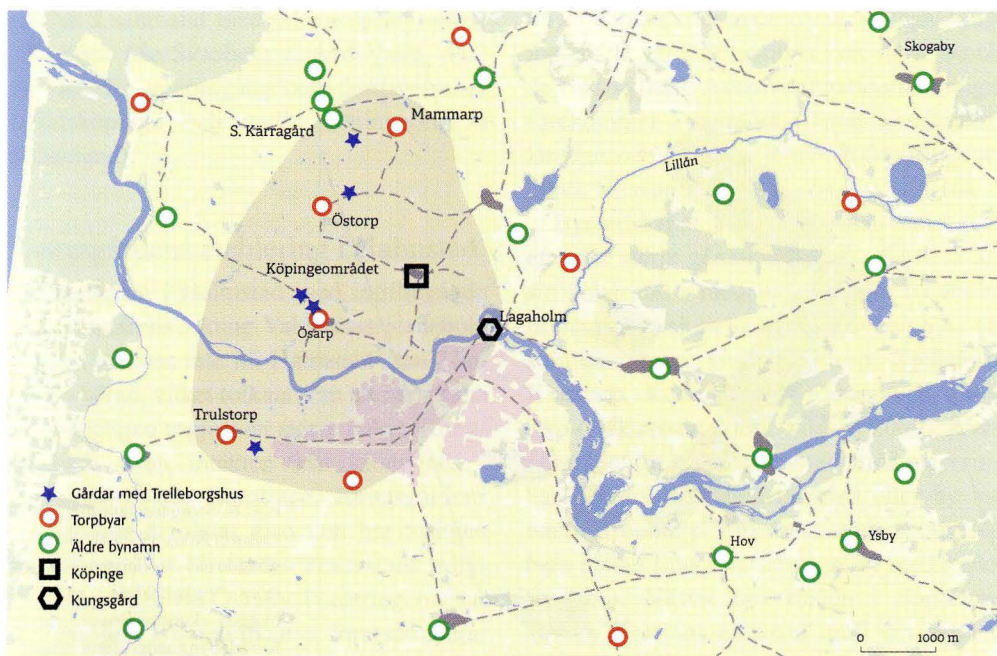 Skogaby
Mammarp
S. Kärragård
Lillån
Östorp
Köpingeområdet
Lagaholm
Ösarp
Trulstorp
Gårdar med Trelleborgshus
Torpbyar
Äldre bynamn
Köpinge
Kungsgård
Hov
Ysby
0 1000 m